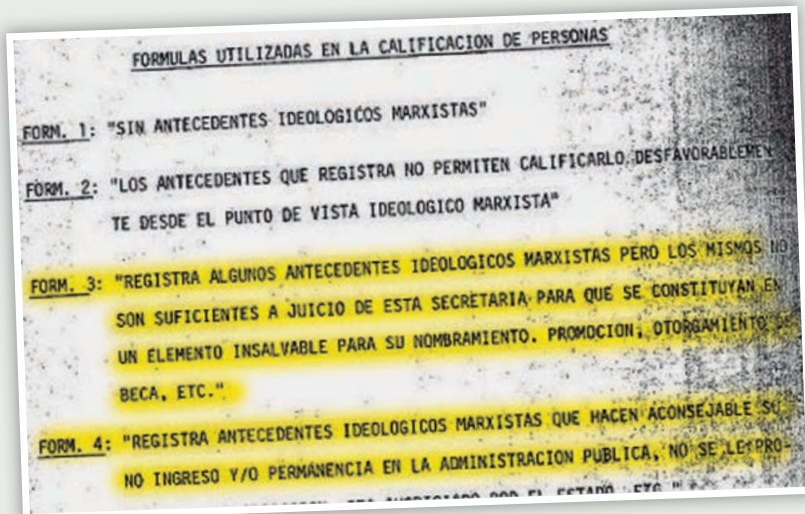 FORMULAS UTILIZADAS EN LA CALIFICACION DE PERSONAS
FORM. 1: "SIN ANTECEDENTES IDEOLOGICOS MARXISTAS"
FORM. 2: "LOS ANTECEDENTES QUE REGISTRA NO PERMITEN CALIFICARLO DESFAVORABLEMEN
TE DESDE EL PUNTO DE VISTA IDEOLOGICO MARXISTA"
FORM. 3: "REGISTRA ALGUNOS ANTECEDENTES IDEOLOGICOS MARXISTAS PERO LOS MISMOS NO
SON SUFICIENTES A JUICIO DE ESTA SECRETARIA PARA QUE SE CONSTITUYAN EN
UN ELEMENTO INSALVABLE PARA SU NOMBRAMIENTO. PROMOCION, OTORGAMIENTO DE
BECA, ETC."
FORM. 4: "REGISTRA ANTECEDENTES IDEOLOGICOS MARXISTAS QUE HACEN ACONSEJABLE SU
NO INGRESO Y/O PERMANENCIA EN LA ADMINISTRACION PUBLICA, NO SE LE PRO-
POR EL ESTADO, ETC."